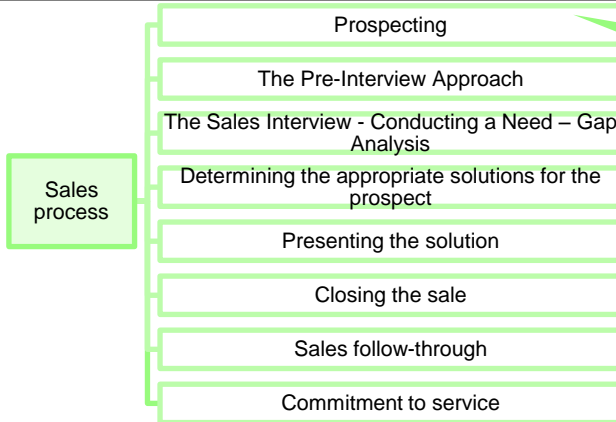 Prospecting
The Pre-Interview Approach
The Sales Interview - Conducting a Need – Gap
Analysis
Determining the appropriate solutions for the
prospect
Sales
process
Presenting the solution
Closing the sale
Sales follow-through
Commitment to service